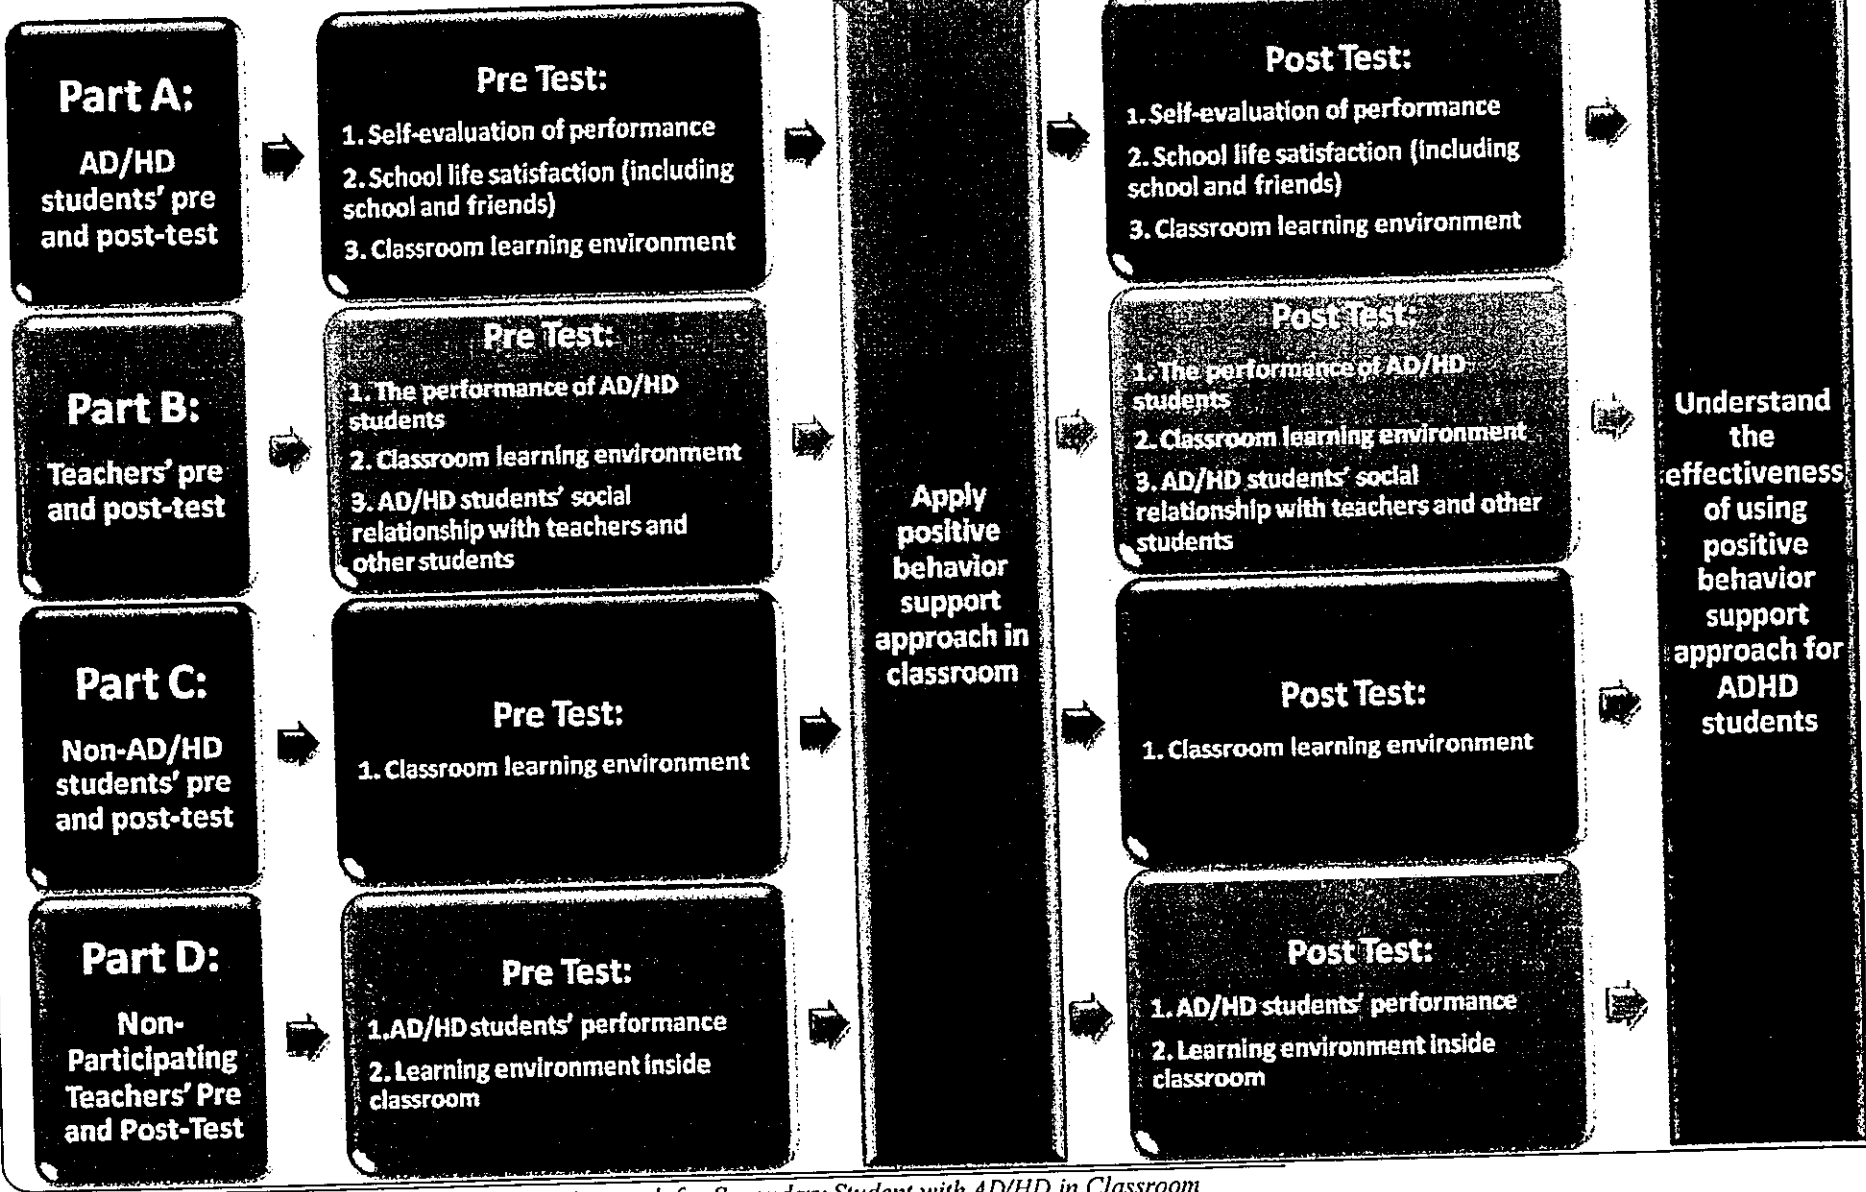 Part A:
AD/HD
students' pre
and post-test
Pre Test:
1. Self-evaluation of performance
2. School life satisfaction (including
school and friends)
3. Classroom learning environment
Post Test:
1. Self-evaluation of performance
2. School life satisfaction (including
school and friends)
3. Classroom learning environment
Part B:
Teachers' pre
and post-test
Pre Test:
1. The performance of AD/HD
students
2. Classroom learning environment
3. AD/HD students' social
relationship with teachers and
other students
Post Test:
1. The performance of AD/HD
students
2. Classroom learning environment
3. AD/HD students' social
relationship with teachers and other
students
Part C:
Non-AD/HD
students' pre
and post-test
Pre Test:
1. Classroom learning environment
Post Test:
1. Classroom learning environment
Part D:
Non-
Participating
Teachers' Pre
and Post-Test
Pre Test:
1.AD/HD students' performance
2. Learning environment inside
classroom
Post Test:
1. AD/HD students' performance
2. Learning environment inside
classroom
Apply
positive
behavior
support
approach in
classroom
Understand
the
effectiveness
of using
positive
behavior
support
approach for
ADHD
students
for Secondary Student with AD/HD in Classroom